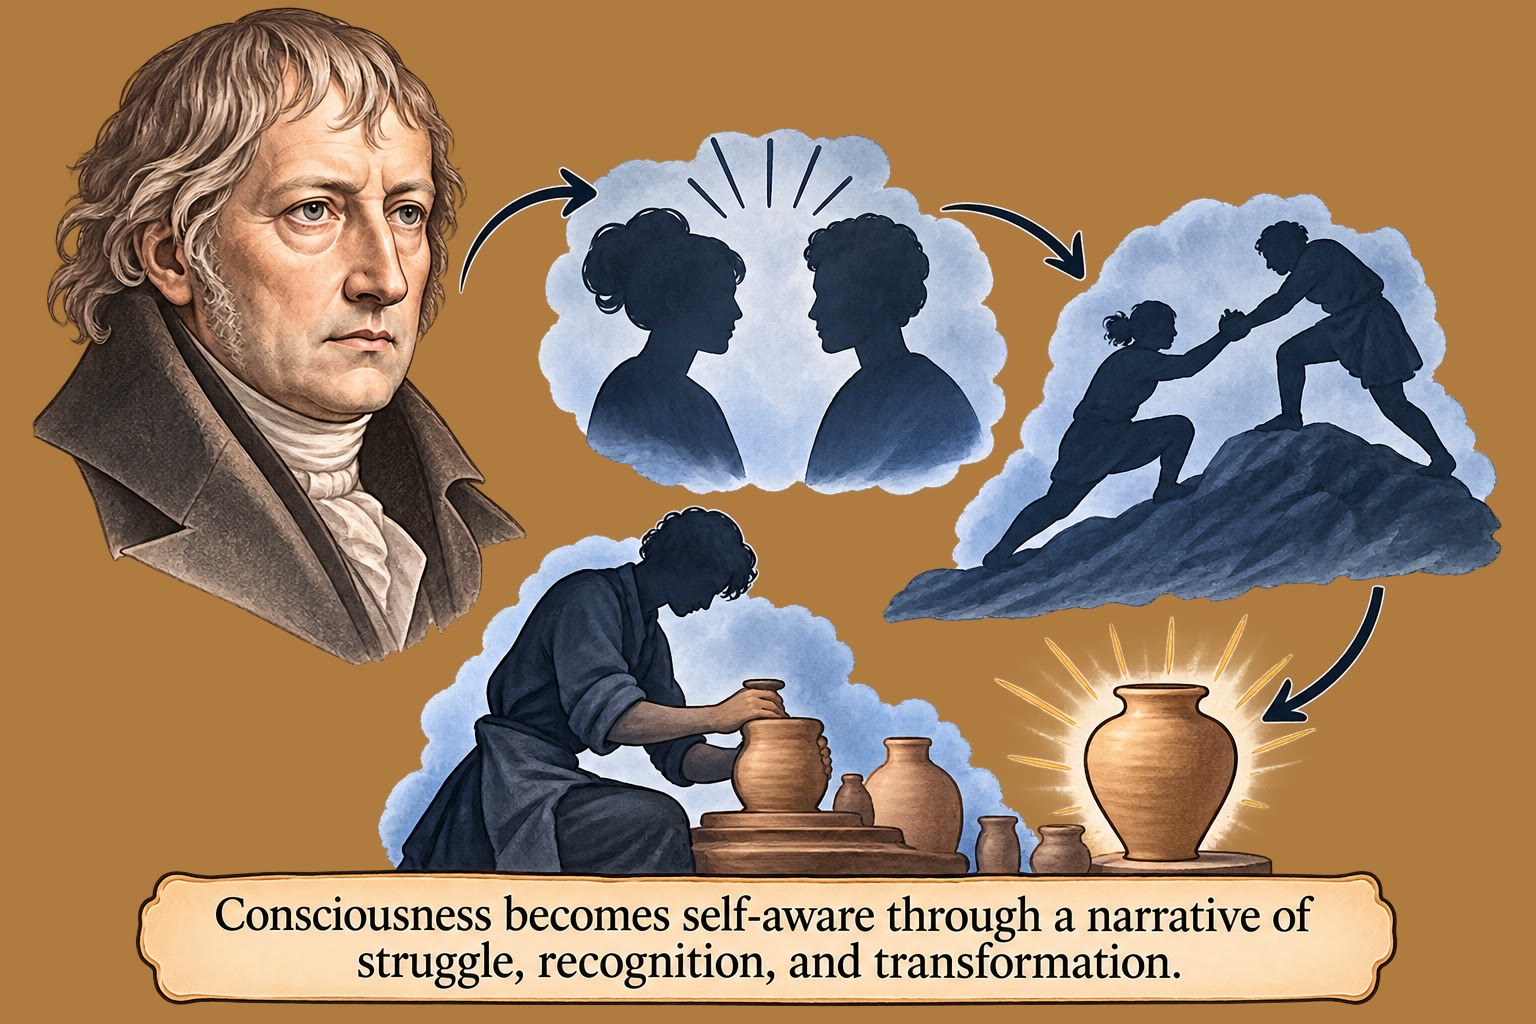 Consciousness becomes self-aware through a narrative of
struggle, recognition, and transformation.